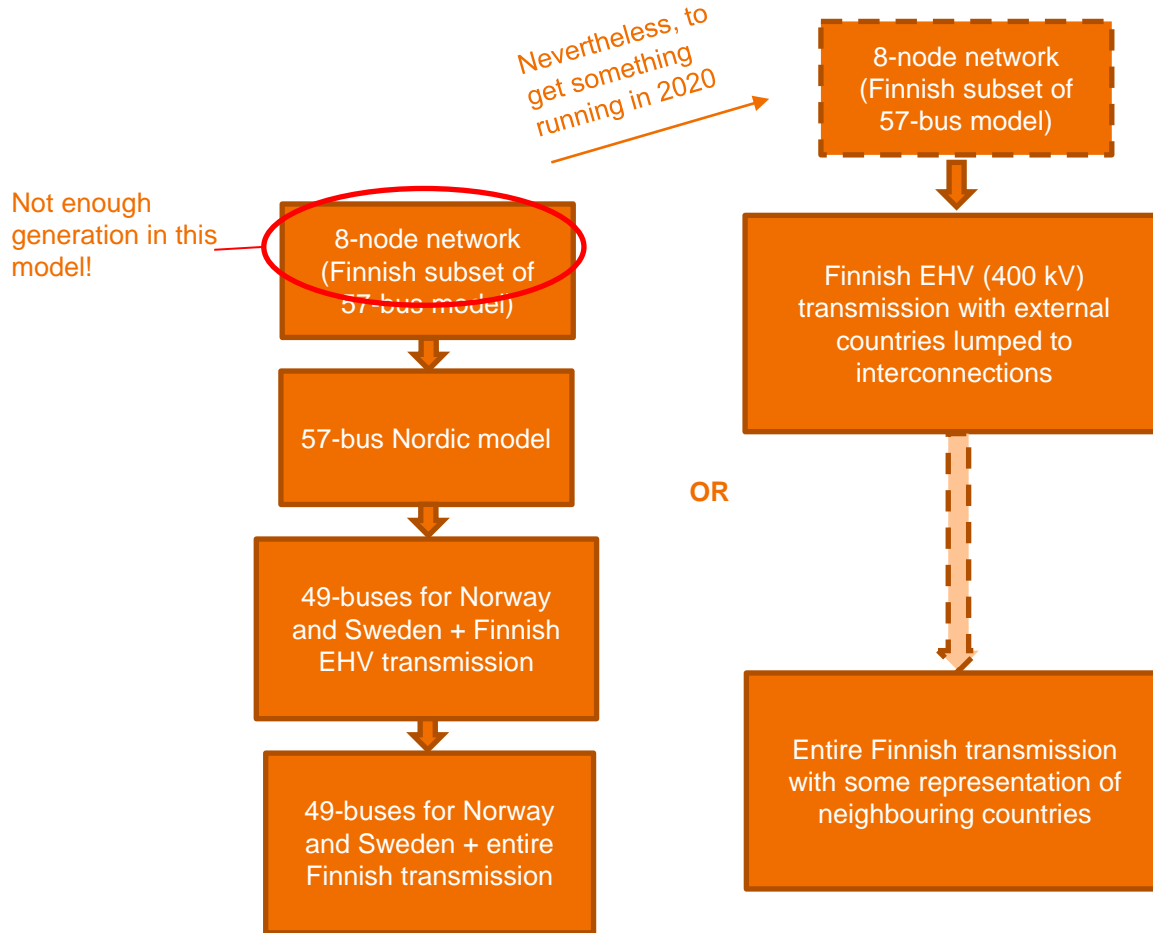 Nevertheless, to
get something
running in 2020
8-node network
(Finnish subset of
57-bus model)
Not enough
generation in this
model!
8-node network
(Finnish subset of
57-bus model)
57-bus Nordic model
49-buses for Norway
and Sweden + Finnish
EHV transmission
49-buses for Norway
and Sweden + entire
Finnish transmission
OR
Finnish EHV (400 kV)
transmission with external
countries lumped to
interconnections
Entire Finnish transmission
with some representation of
neighbouring countries